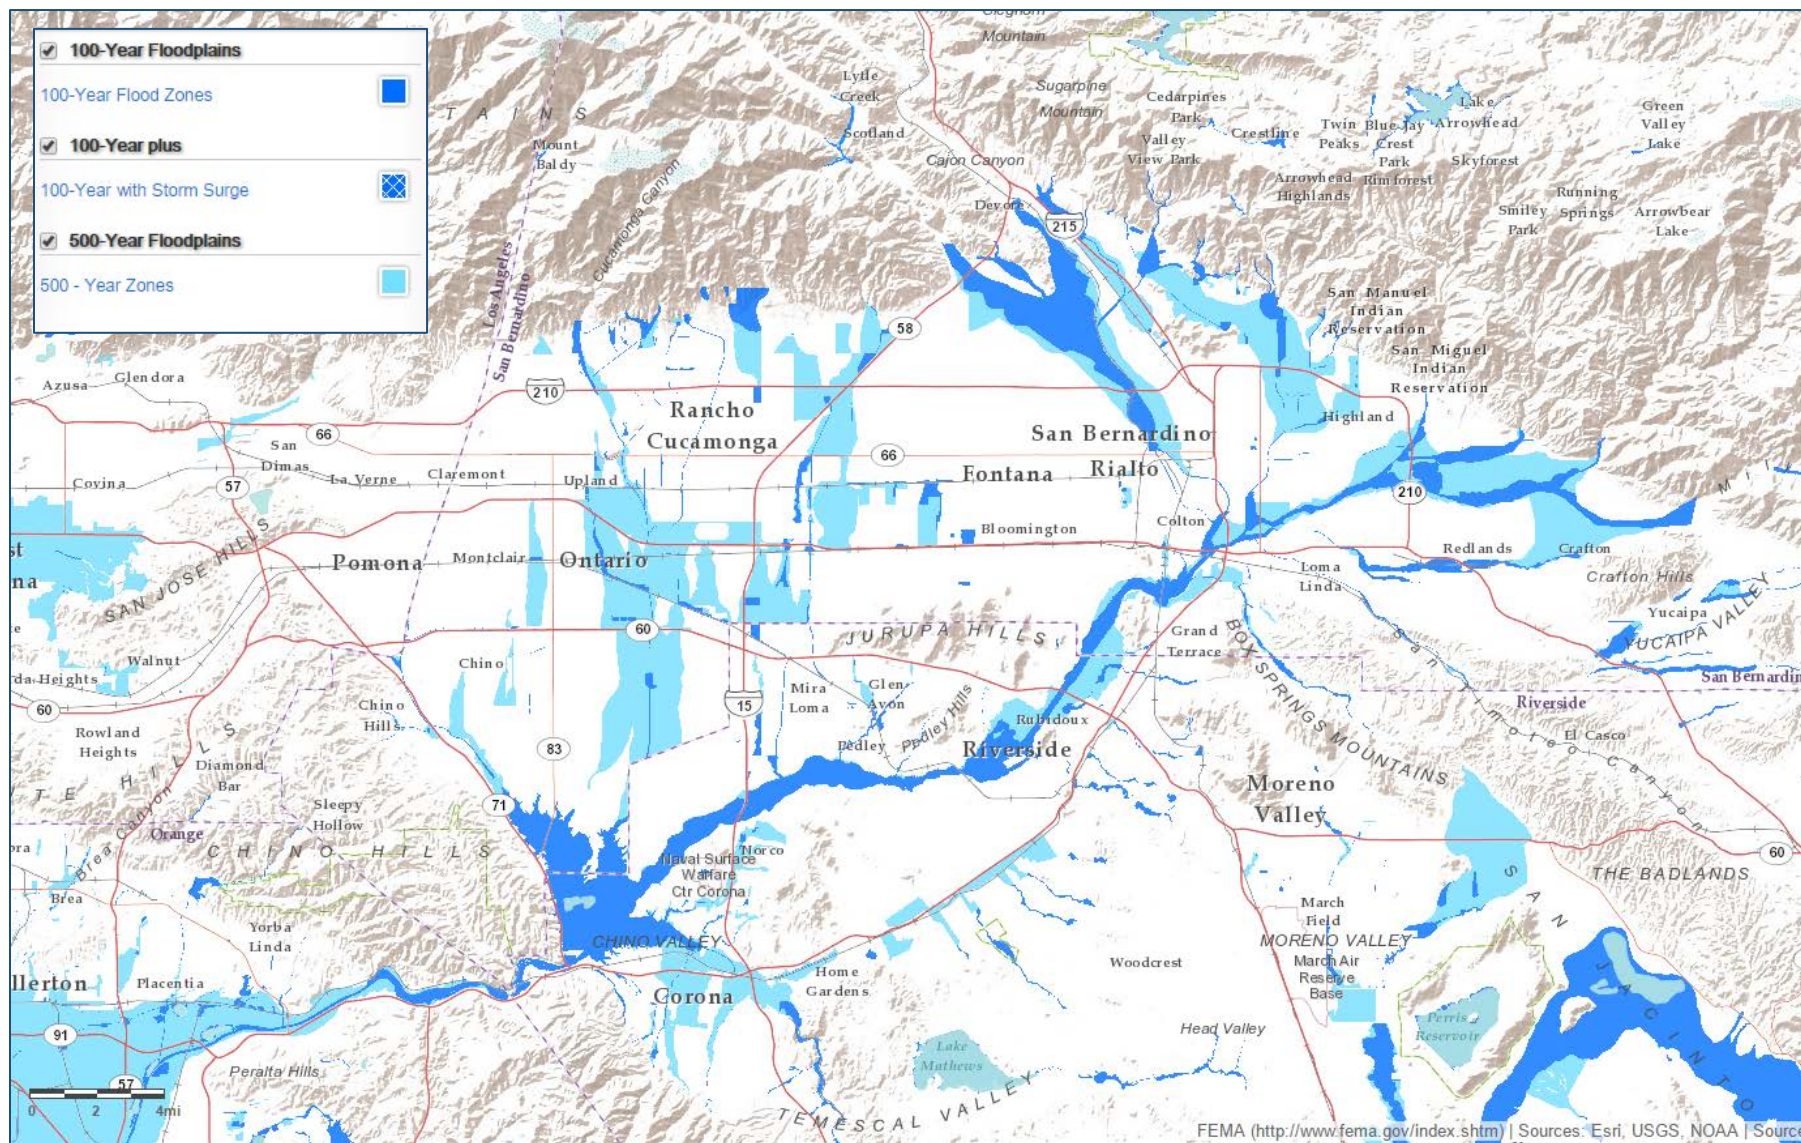 100-Year Floodplains
100-Year Flood Zones
100-Year plus
100-Year with Storm Surge
500-Year Floodplains
500 - Year Zones
Mountain
Lytle
Creek
Scotland
T A I N S
Mount
Baldy
Cucamonga Canyon
Los Angeles
San Bernardino
Sugarpine
Mountain
Cajon Canyon
Devore
215
Cedarpines
Park
Valley
View Park
Crestline
Twin
Peaks
Blue Jay
Crest
Park
Rimforest
Lake
Arrowhead
Skyforest
Arrowhead
Highlands
Green
Valley
Lake
Running
Springs
Smiley
Park
Arrowbear
Lake
San Manuel
Indian
Reservation
San Miguel
Indian
Reservation
Highland
58
Azusa
Glendora
210
66
San
Dimas
La Verne
Claremont
Upland
Covina
57
Rancho
Cucamonga
66
San Bernardino
Fontana
Rialto
210
Bloomington
Colton
SAN JOSE HILLS
Pomona
Montclair
Ontario
Redlands
Crafton
Loma
Linda
Crafton Hills
Yucaipa
YUCAIPA VALLEY
60
JURUPA HILLS
Grand
Terrace
San Timoteo Canyon
BOX SPRINGS MOUNTAINS
Riverside
El Casco
Walnut
60
Rowland
Heights
Diamond
Bar
Chino
Chino
Hills
83
15
Mira
Loma
Glen
Avon
Pedley
Pedley Hills
Rubidoux
Riverside
Moreno
Valley
60
THE BADLANDS
71
Sleepy
Hollow
Orange
Brea Canyon
CHINO HILLS
Brea
Yorba
Linda
Placentia
Norco
Naval Surface
Warfare
Ctr Corona
CHINO VALLEY
Corona
Home
Gardens
Woodcrest
March
Field
MORENO VALLEY
March Air
Reserve
Base
Perris
Reservoir
SAN JACINTO
91
57
Peralta Hills
Lake
Mathews
Head Valley
TEMESCAL VALLEY
0 2 4mi
FEMA (http://www.fema.gov/index.shtm) | Sources: Esri, USGS, NOAA |